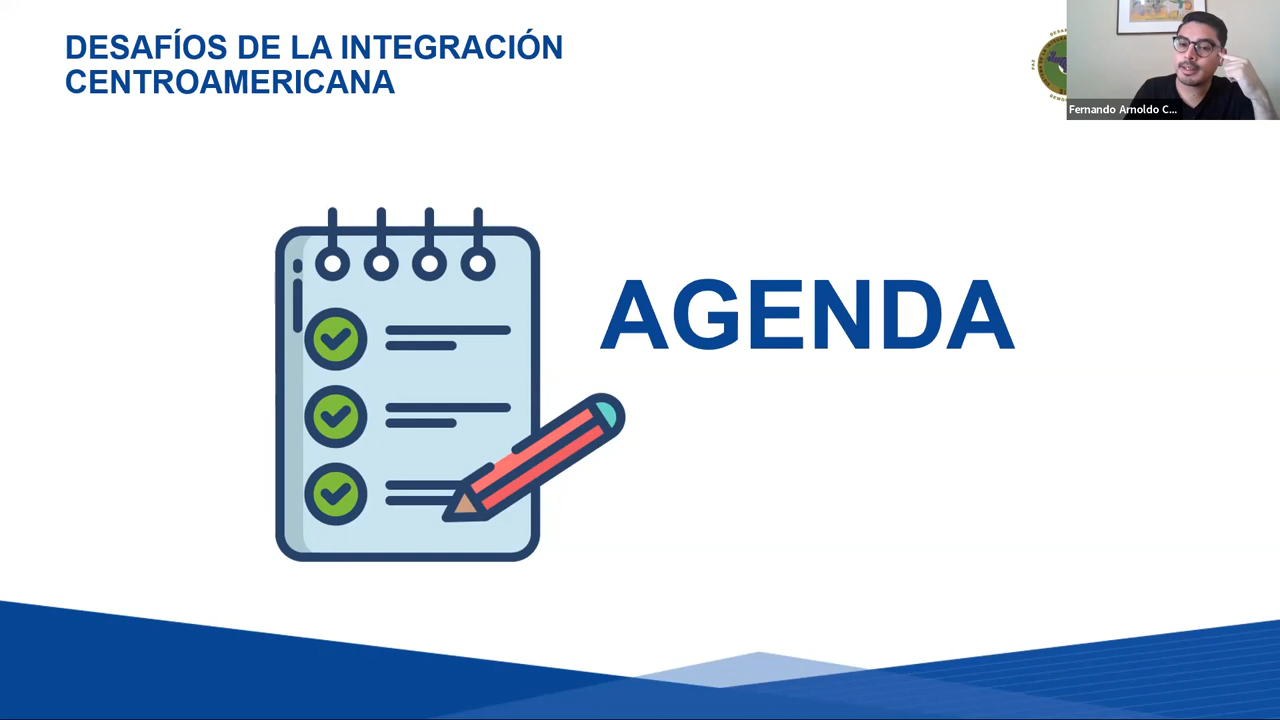 DESAFÍOS DE LA INTEGRACIÓN
CENTROAMERICANA
Fernando Arnoldo C...
AGENDA